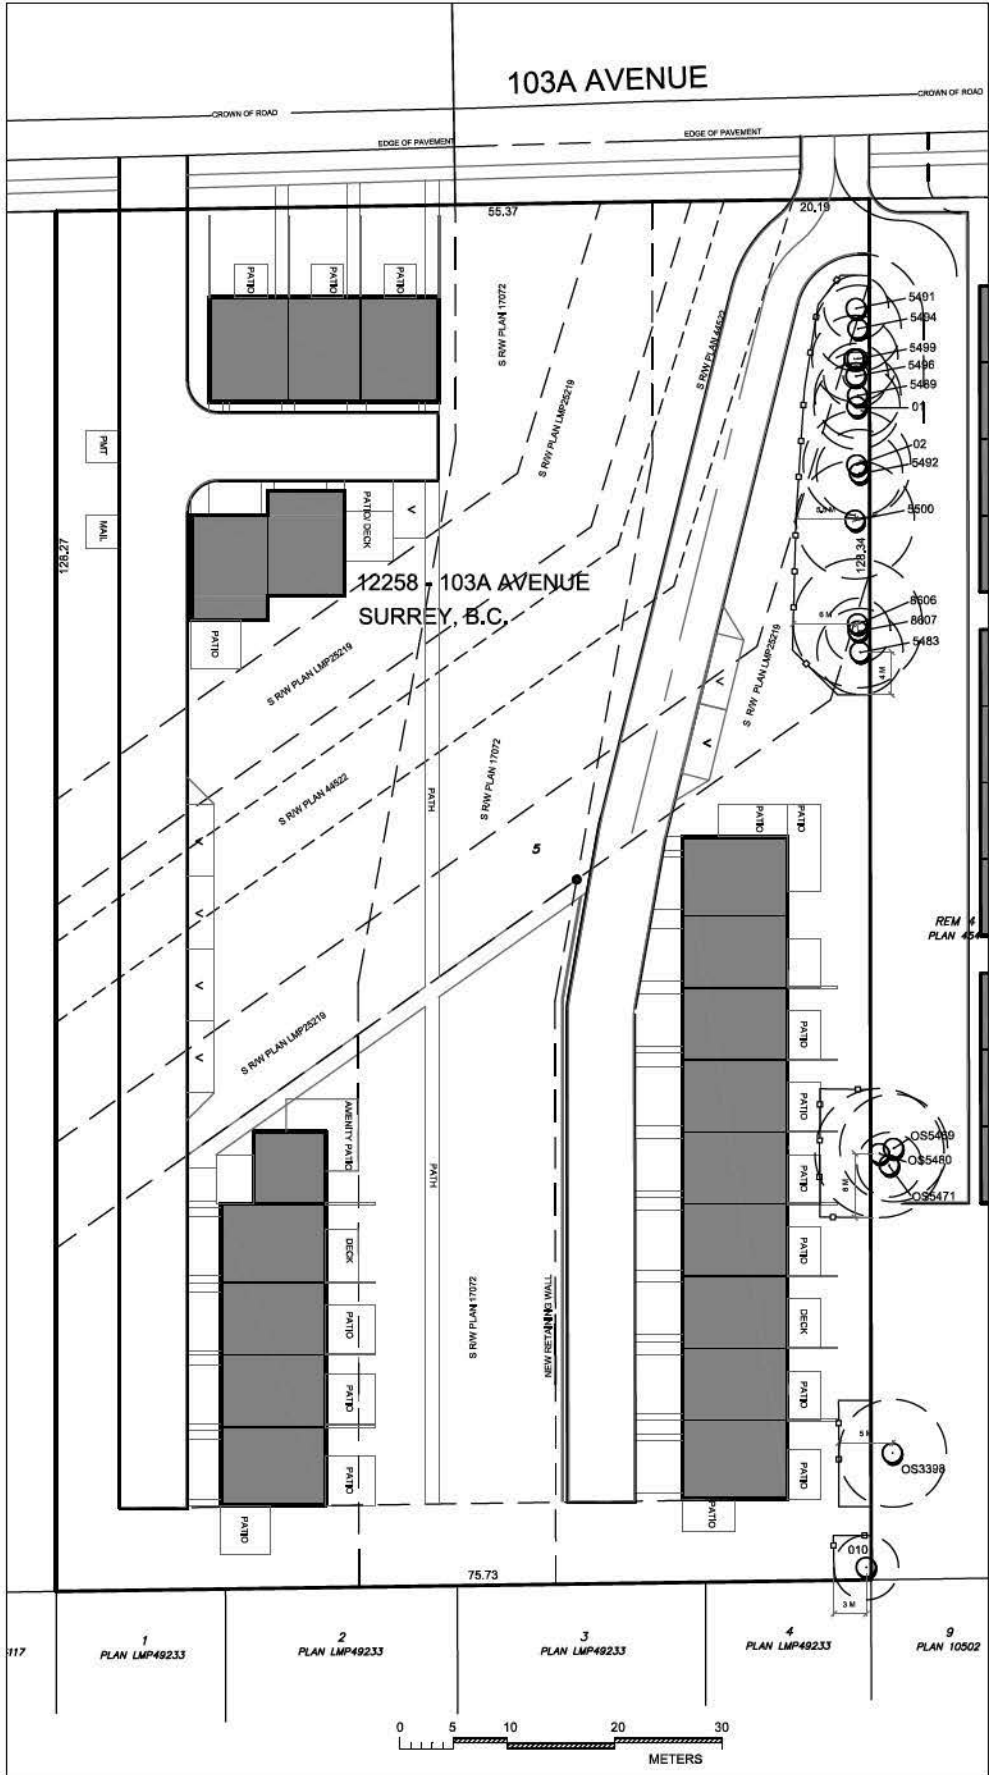 103A AVENUE
CROWN OF ROAD
CROWN OF ROAD
EDGE OF PAVEMENT
EDGE OF PAVEMENT
55.37
20.19
PATIO
PATIO
PATIO
S R/W PLAN 17072
S R/W PLAN 44522
S R/W PLAN LMP25219
5491
5494
5499
5496
5489
01
02
5492
5500
PMT
MAIL
128.27
PATIO/ DECK
V
128.34
12258 - 103A AVENUE
SURREY, B.C.
PATIO
8606
8607
6 M
5483
4 M
S R/W PLAN LMP25219
S R/W PLAN LMP25219
V
V
S R/W PLAN 17072
S R/W PLAN 44522
PATH
5
V
V
V
V
PATIO
PATIO
REM 4
S R/W PLAN LMP25219
PATIO
AMENITY PATIO
PATIO
OS5469
OS5480
OS5471
PATH
PATIO
DECK
PATIO
S R/W PLAN 17072
NEW RETAINING WALL
PATIO
DECK
PATIO
PATIO
5 M
OS3398
PATIO
PATIO
PATIO
PATIO
010
75.73
3 M
1
PLAN LMP49233
2
PLAN LMP49233
3
PLAN LMP49233
4
PLAN LMP49233
9
PLAN 10502
0 5 10 20 30
METERS